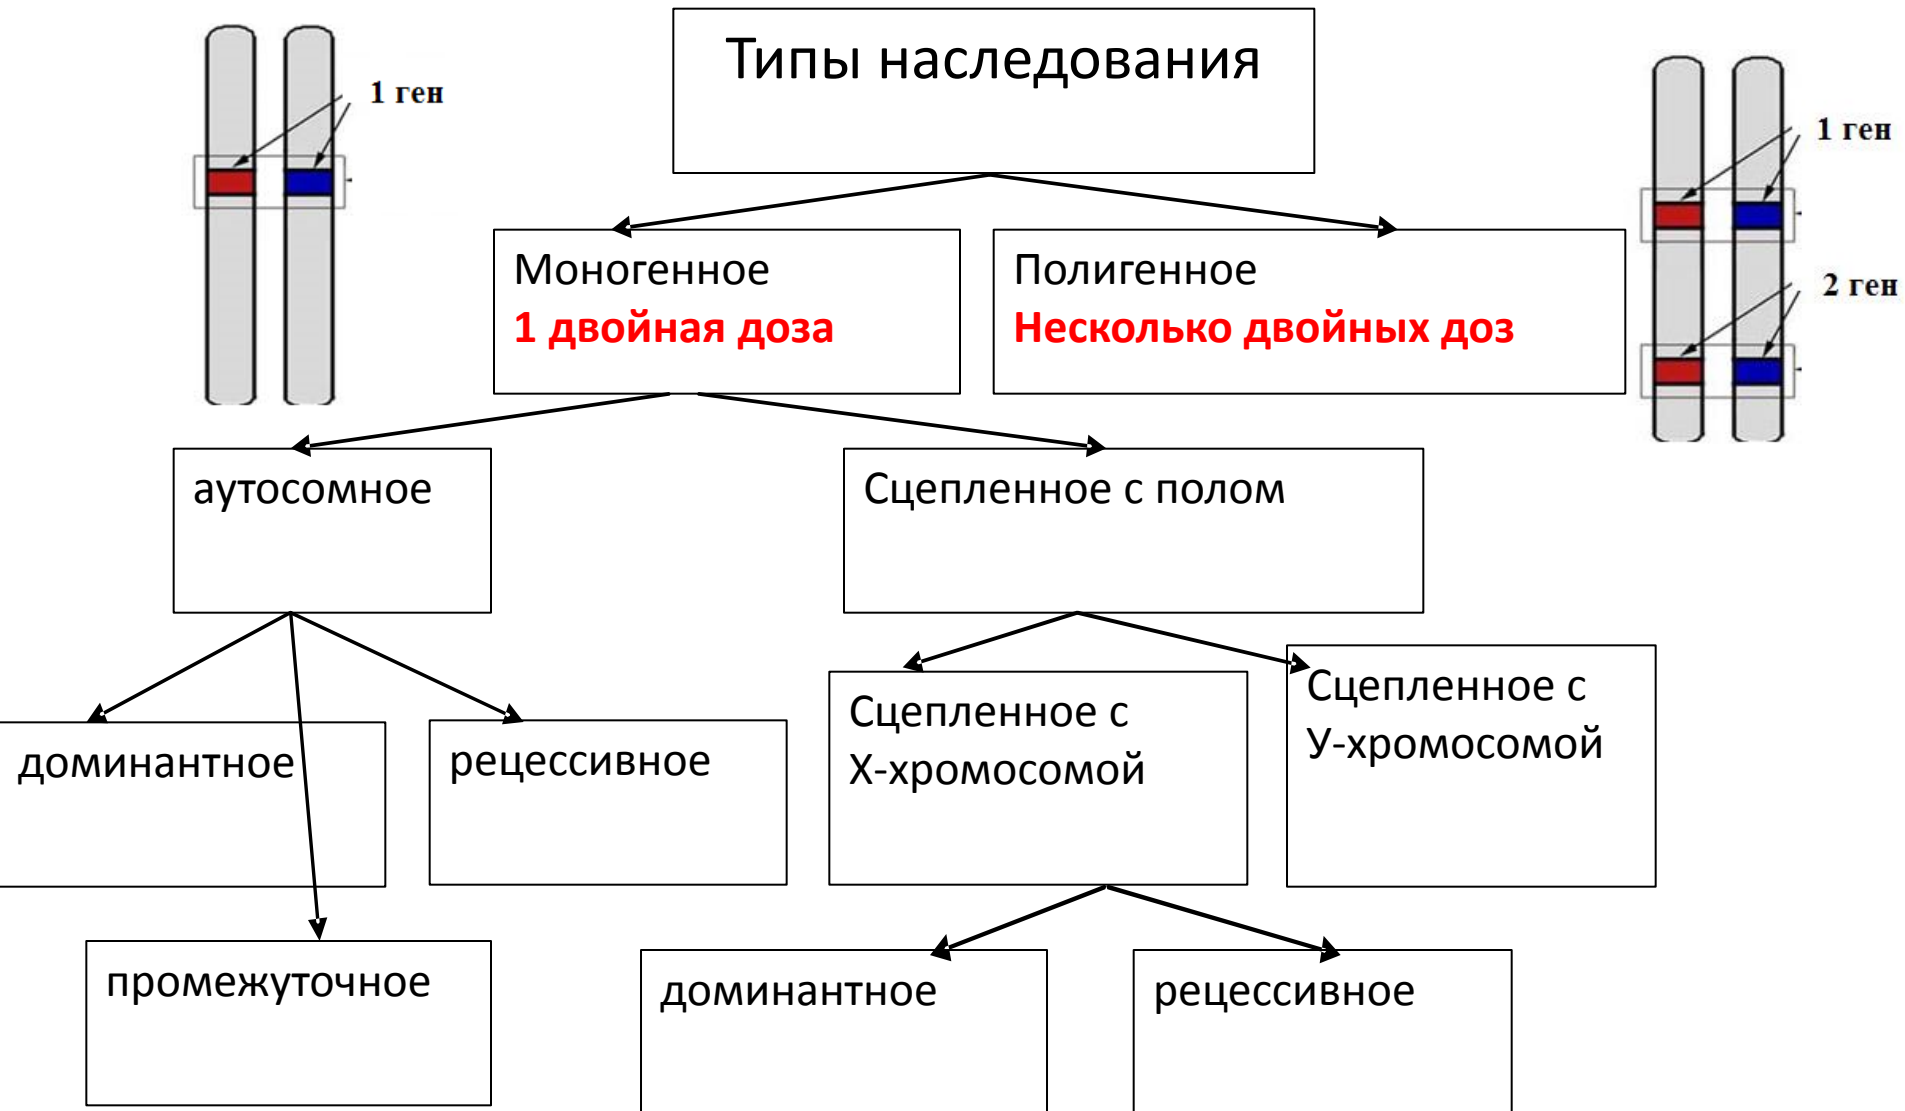 Типы наследования
1 ген
1 ген
Моногенное
1 двойная доза
Полигенное
Несколько двойных доз
2 ген
аутосомное
Сцепленное с полом
доминантное
рецессивное
Сцепленное с
Х-хромосомой
Сцепленное с
У-хромосомой
промежуточное
доминантное
рецессивное